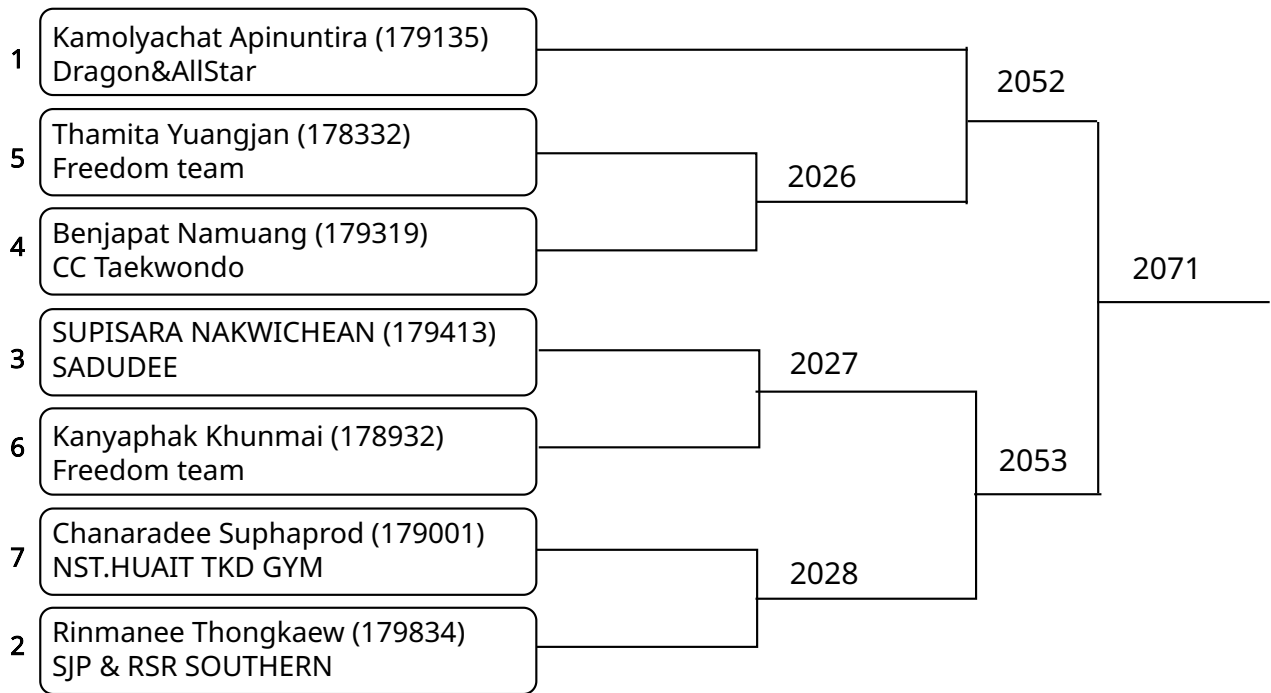 1
Kamolyachat Apinuntira (179135)
Dragon&AllStar
2052
5
Thamita Yuangjan (178332)
Freedom team
2026
4
Benjapat Namuang (179319)
CC Taekwondo
2071
3
SUPISARA NAKWICHEAN (179413)
SADUDEE
2027
6
Kanyaphak Khunmai (178932)
Freedom team
2053
7
Chanaradee Suphaprod (179001)
NST.HUAIT TKD GYM
2028
2
Rinmanee Thongkaew (179834)
SJP & RSR SOUTHERN